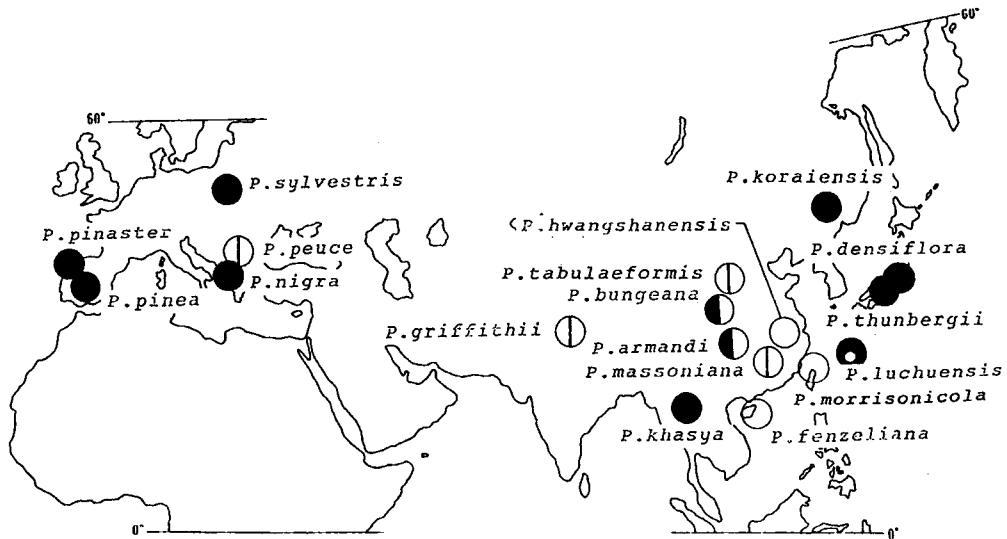 60°
60°
P.sylvestris
P.koraiensis
P.hwangshanensis
P.pinaster
P.peuce
P.densiflora
P.tabulaeformis
P.pinea
P.nigra
P.bungeana
P.griffithii
P.thunbergii
P.armandi
P.massoniana
P.luchuensis
P.morrisonicola
P.khasya
P.fenzeliana
0°
0°